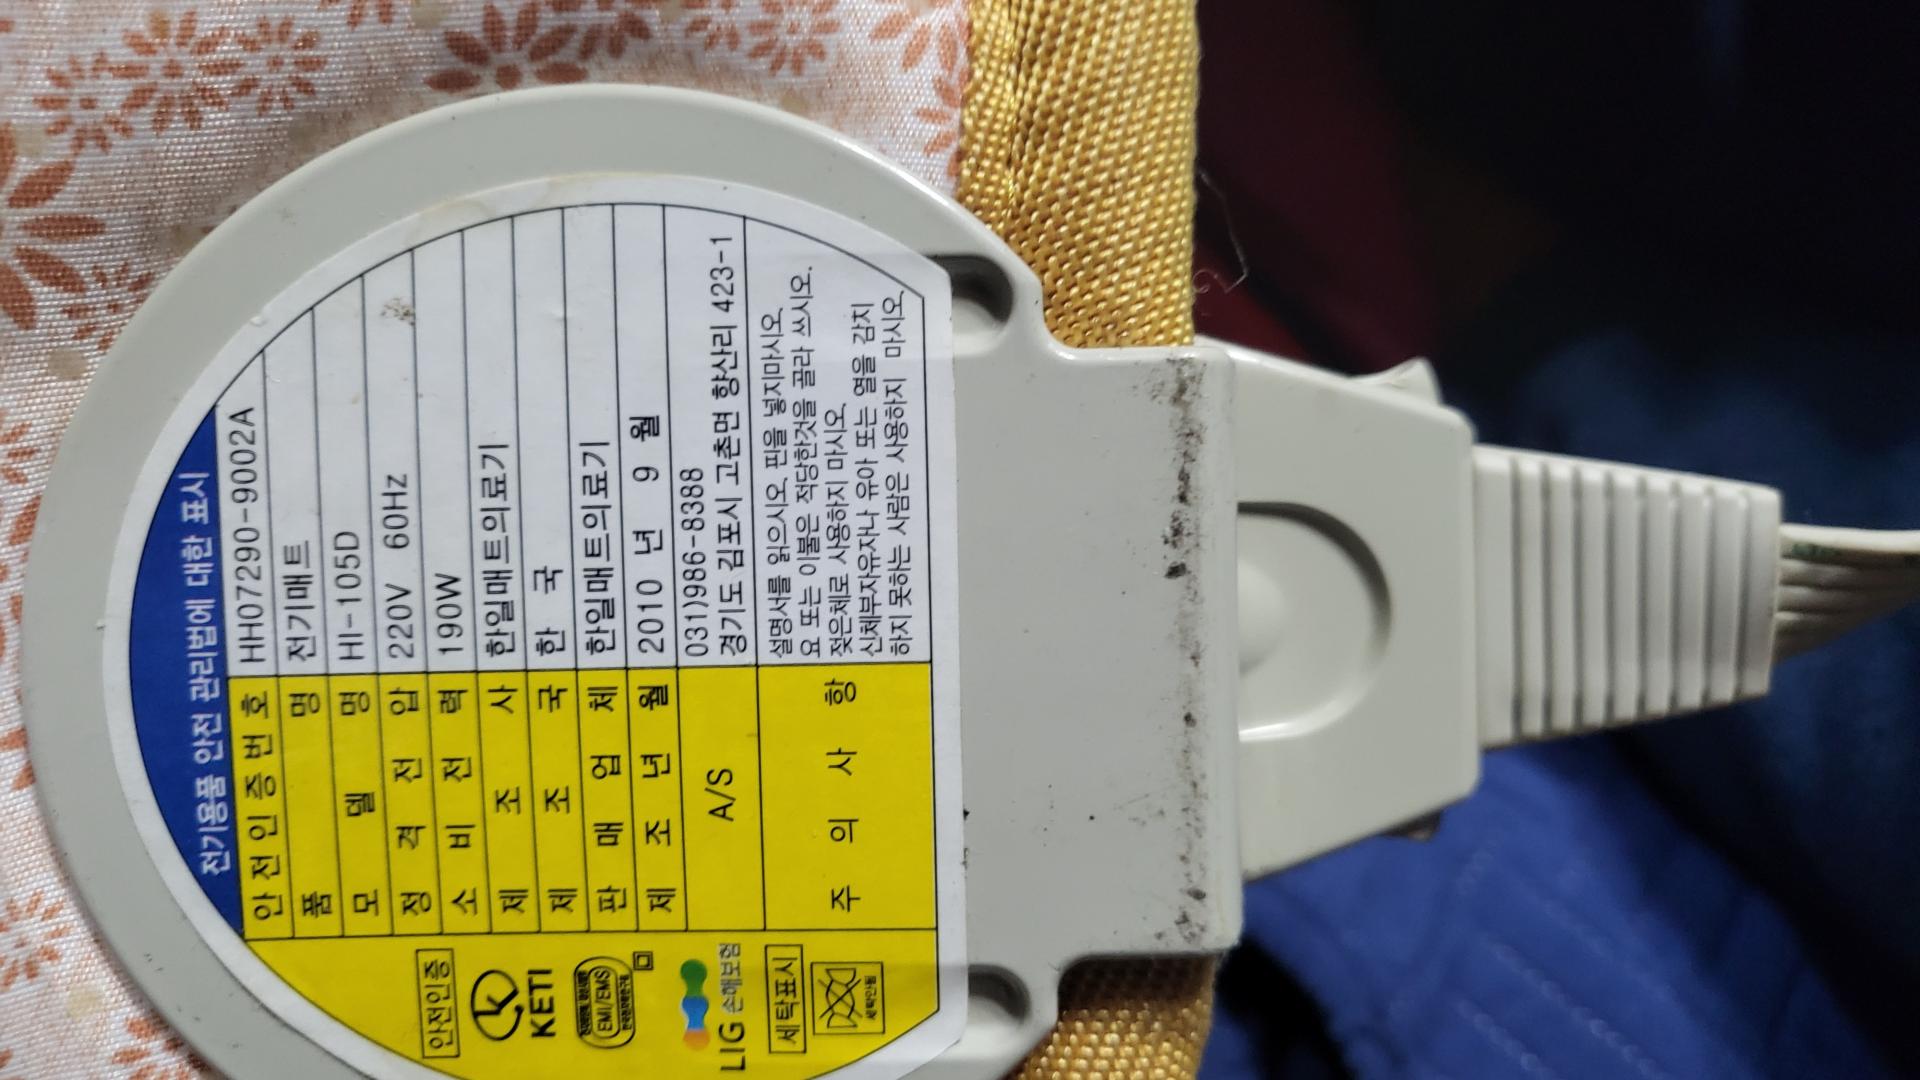 전기용품 안전 관리법에 대한 표시
안전인증번호 HH07290-9002A
품 명 전기매트
모 델 명 HI-105D
정 격 전 압 220V 60Hz
소 비 전 력 190W
제 조 사 한일매트의료기
제 조 국 한 국
판 매 업 체 한일매트의료기
제 조 년 월 2010 년 9 월
A/S 031)986-8388
경기도 김포시 고촌면 향산리 423-1
주 의 사 항
설명서를 읽으시오, 핀을 넣지마시오,
요 또는 이불은 적당한것을 골라 쓰시오.
젖은체로 사용하지 마시오,
신체부자유자나 유아 또는 열을 감지
하지 못하는 사람은 사용하지 마시오,
안전인증
KETI
EMI/EMS
LIG 손해보험
세탁표시
세탁안됨